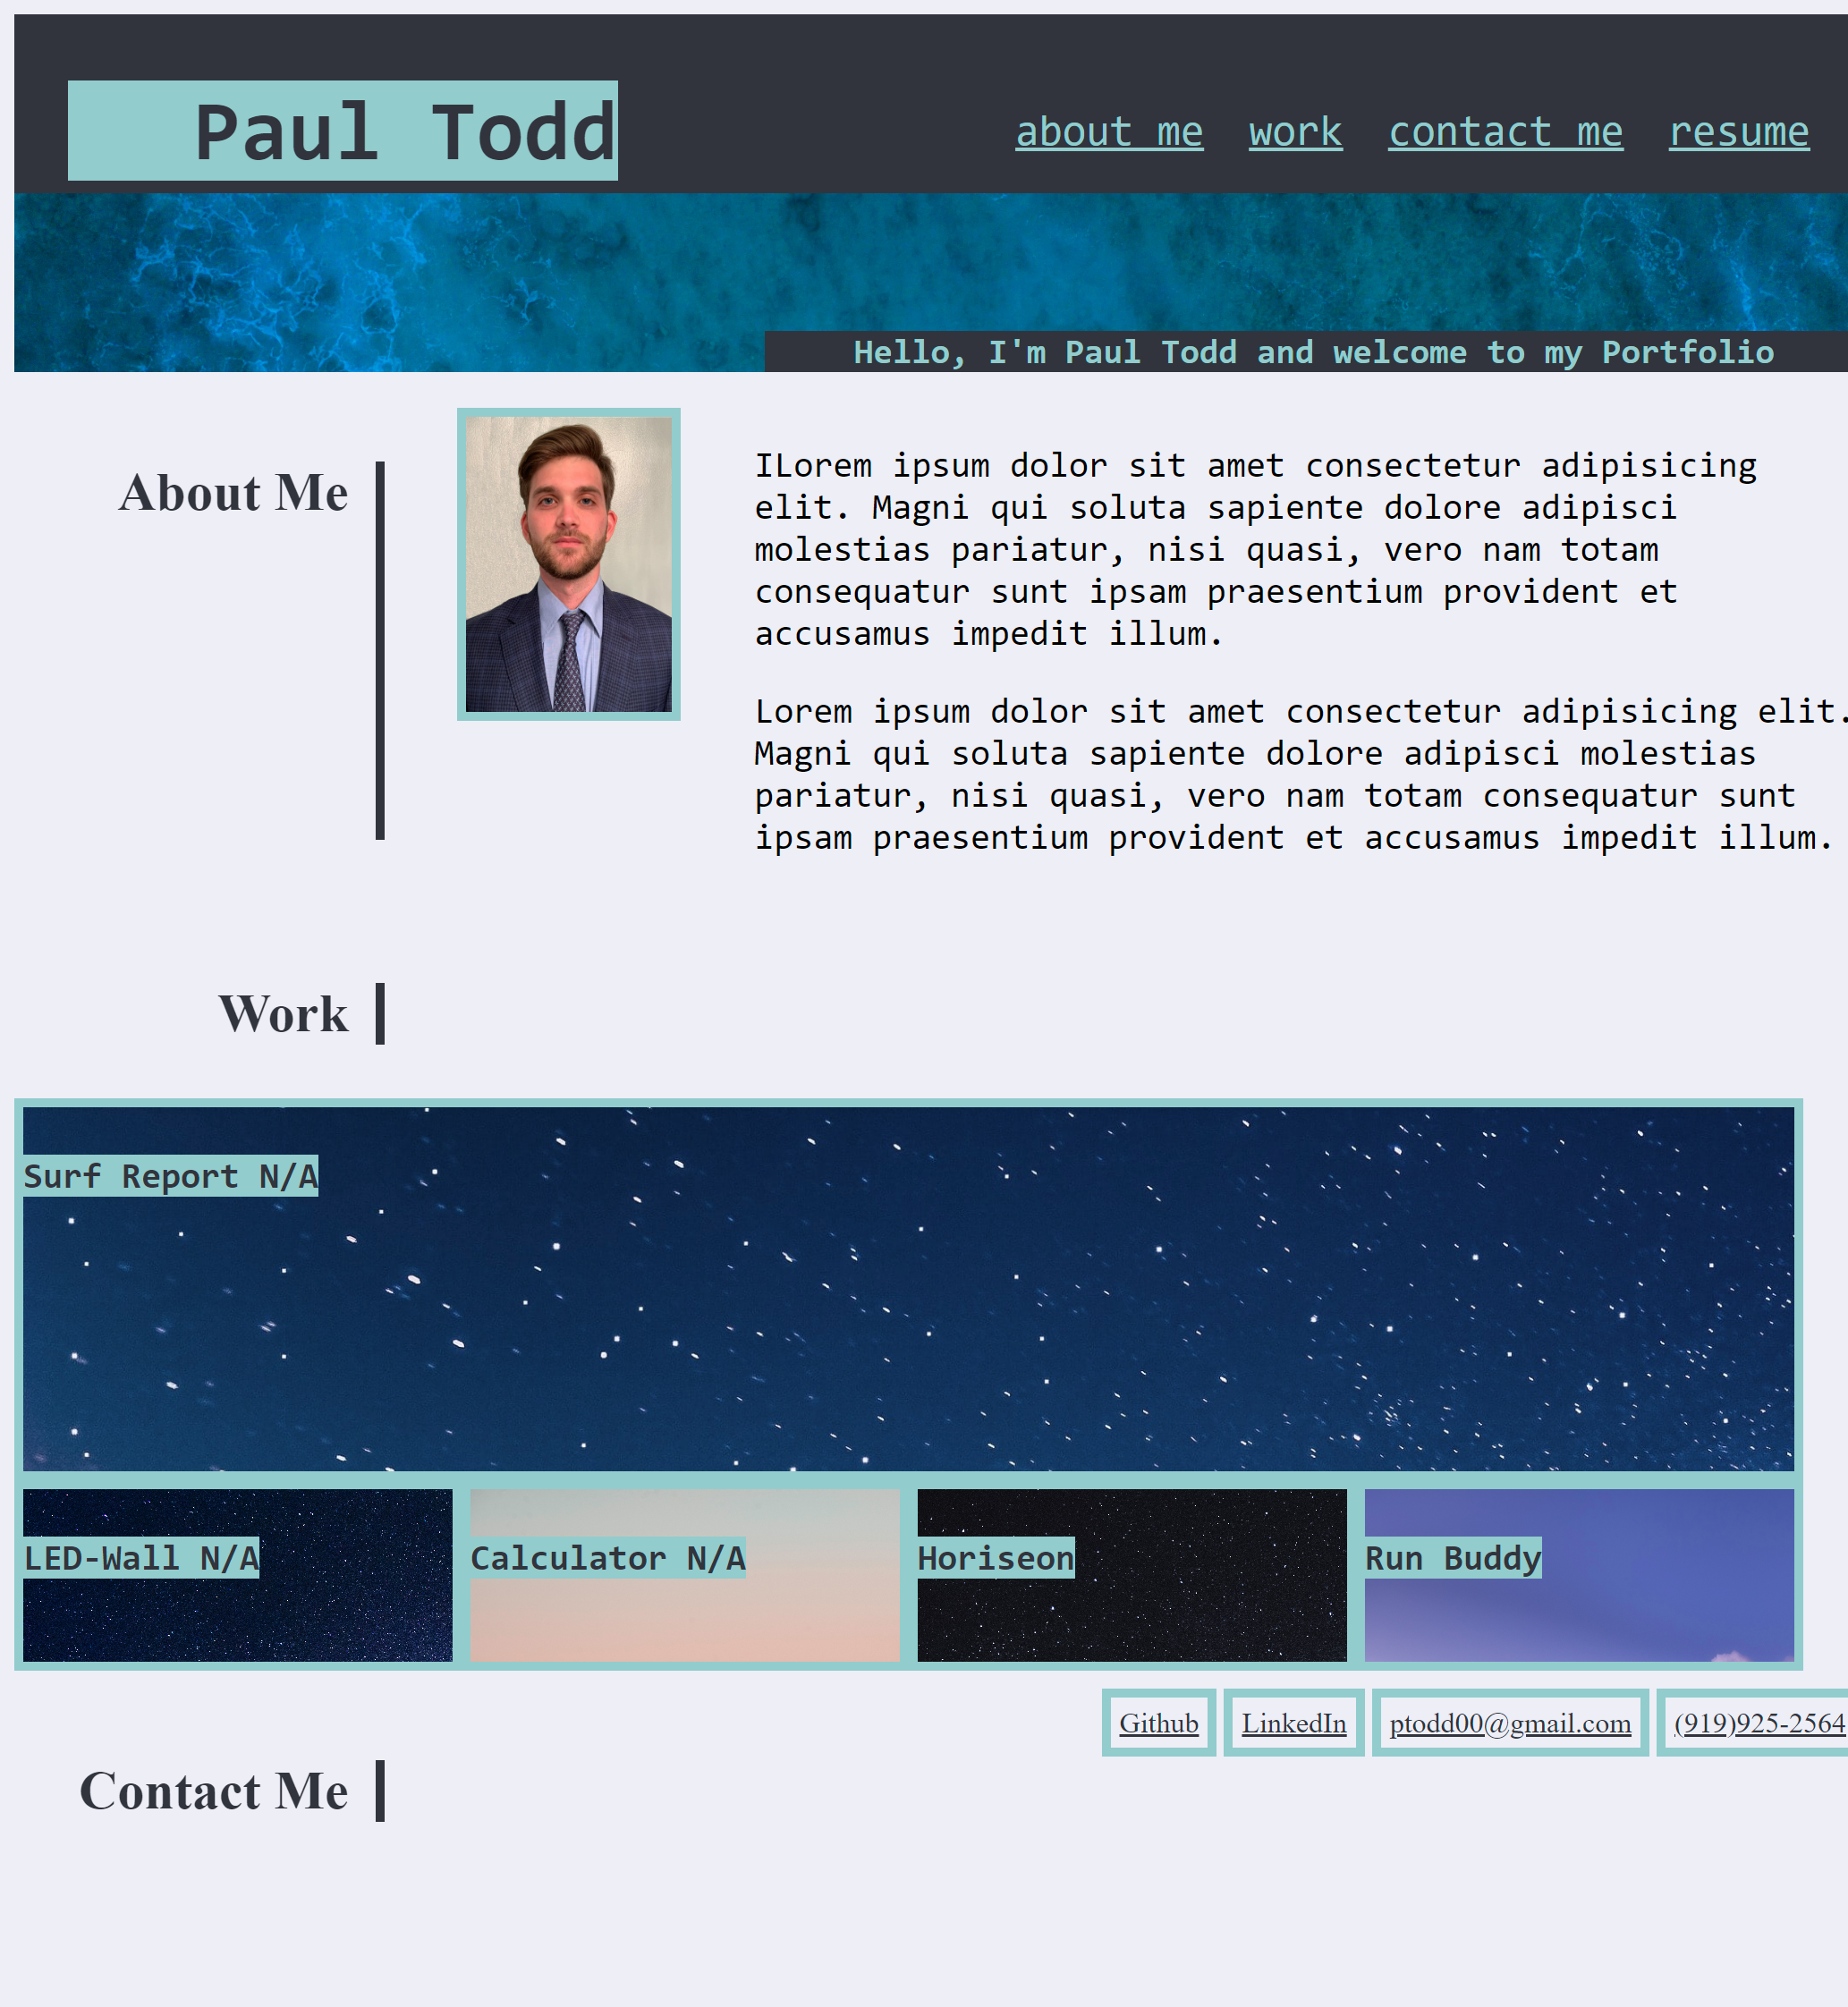 Paul Todd
about me work contact me resume
Hello, I'm Paul Todd and welcome to my Portfolio
About Me
ILorem ipsum dolor sit amet consectetur adipisicing
elit. Magni qui soluta sapiente dolore adipisci
molestias pariatur, nisi quasi, vero nam totam
consequatur sunt ipsam praesentium provident et
accusamus impedit illum.
Lorem ipsum dolor sit amet consectetur adipisicing elit.
Magni qui soluta sapiente dolore adipisci molestias
pariatur, nisi quasi, vero nam totam consequatur sunt
ipsam praesentium provident et accusamus impedit illum.
Work
Surf Report N/A
LED-Wall N/A
Calculator N/A
Horiseon
Run Buddy
Github
LinkedIn
ptodd00@gmail.com
(919)925-2564
Contact Me